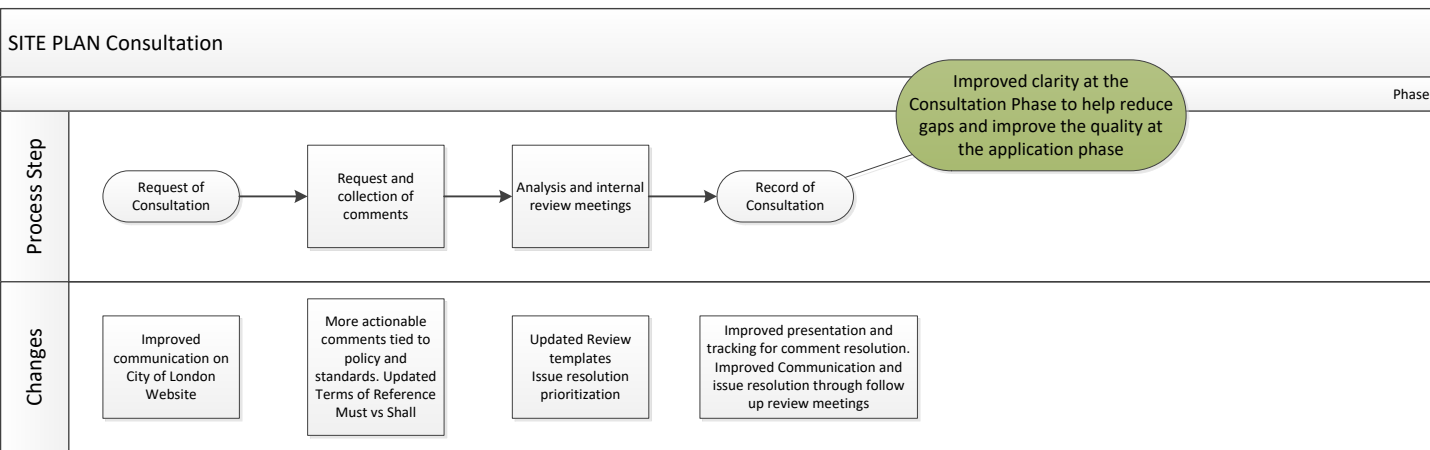 SITE PLAN Consultation
Phase
Improved clarity at the
Consultation Phase to help reduce
gaps and improve the quality at
the application phase
Process Step
Request of
Consultation
Request and
collection of
comments
Analysis and internal
review meetings
Record of
Consultation
Changes
Improved
communication on
City of London
Website
More actionable
comments tied to
policy and
standards. Updated
Terms of Reference
Must vs Shall
Updated Review
templates
Issue resolution
prioritization
Improved presentation and
tracking for comment resolution.
Improved Communication and
issue resolution through follow
up review meetings